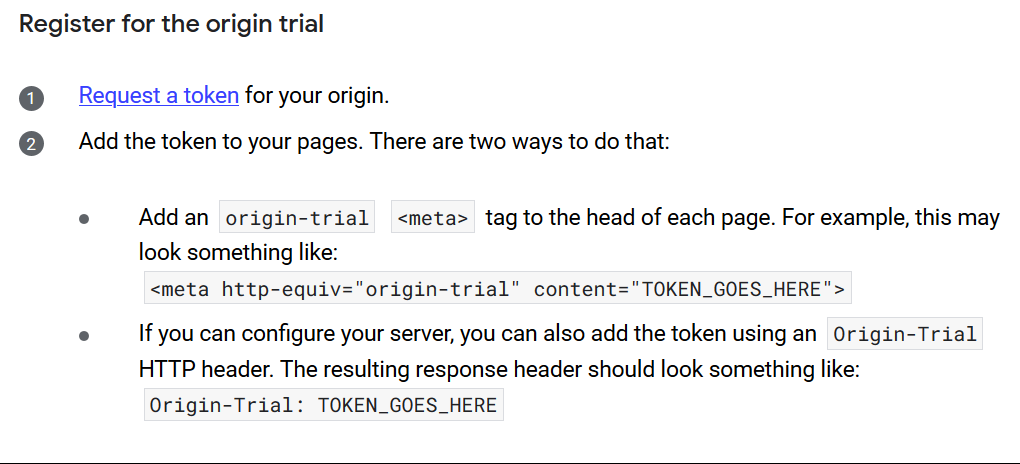 Register for the origin trial
1 Request a token for your origin.
2 Add the token to your pages. There are two ways to do that:
Add an origin-trial <meta> tag to the head of each page. For example, this may
look something like:
<meta http-equiv="origin-trial" content="TOKEN_GOES_HERE">
If you can configure your server, you can also add the token using an Origin-Trial
HTTP header. The resulting response header should look something like:
Origin-Trial: TOKEN_GOES_HERE